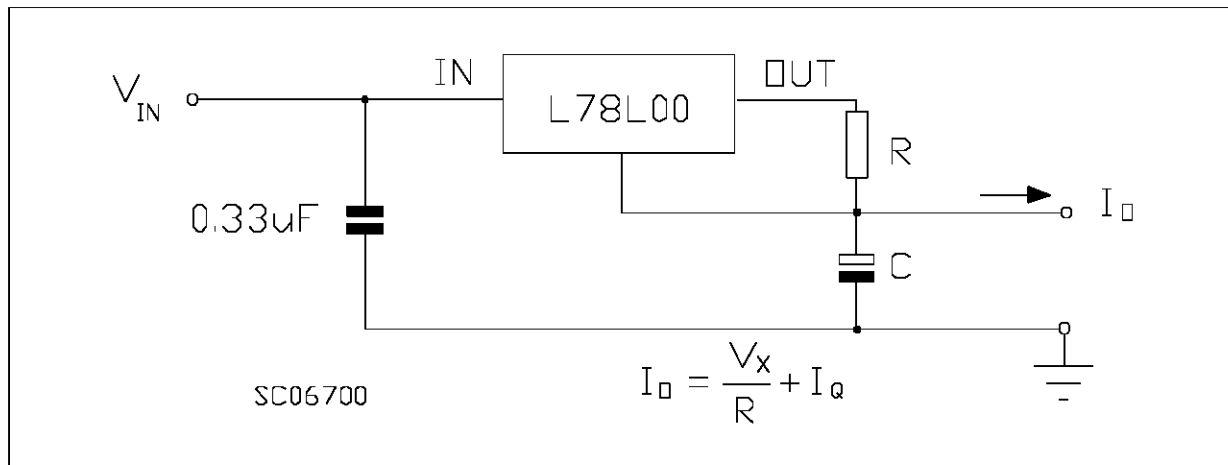 IN
OUT
V_IN
L78L00
R
0.33uF
I_O
C
I_O = V_X / R + I_Q
SC06700